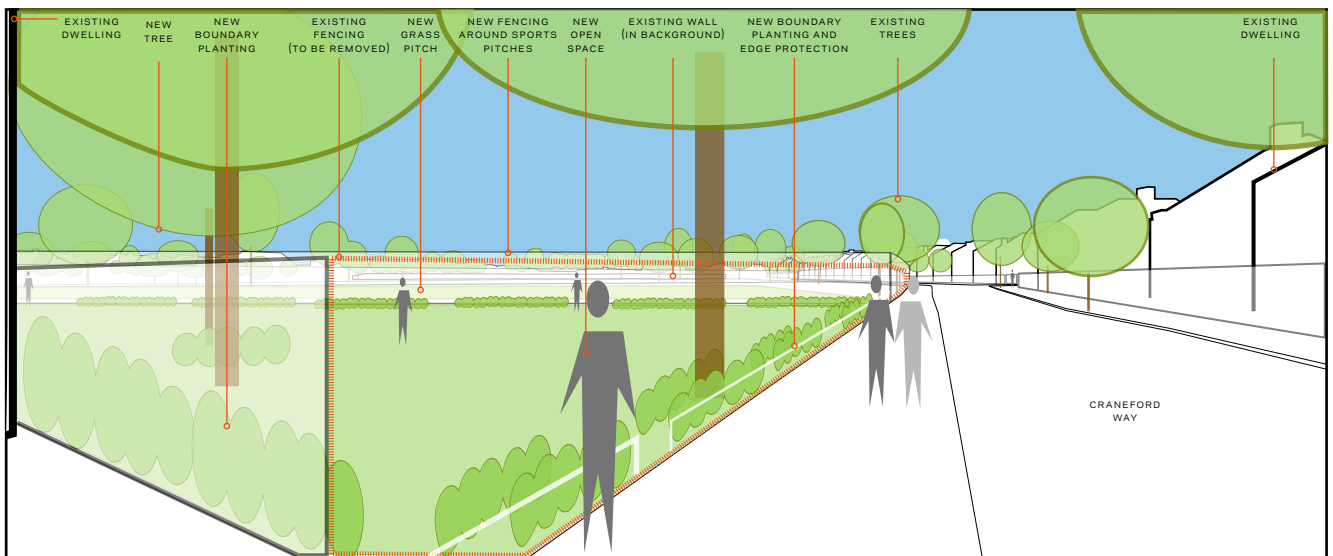 EXISTING
DWELLING
NEW
TREE
NEW
BOUNDARY
PLANTING
EXISTING
FENCING
(TO BE REMOVED)
NEW
GRASS
PITCH
NEW FENCING
AROUND SPORTS
PITCHES
NEW
OPEN
SPACE
EXISTING WALL
(IN BACKGROUND)
NEW BOUNDARY
PLANTING AND
EDGE PROTECTION
EXISTING
TREES
EXISTING
DWELLING
CRANEFORD
WAY